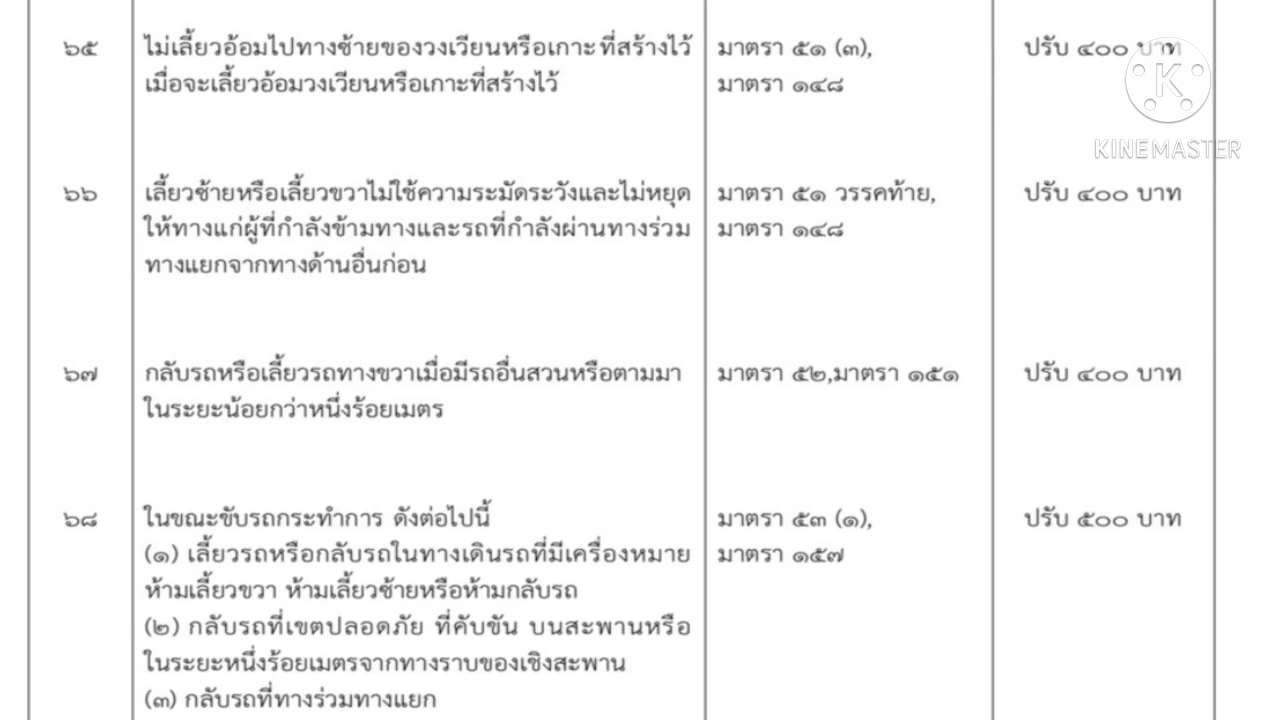 ๖๕ ไม่เลี้ยวอ้อมไปทางซ้ายของวงเวียนหรือเกาะที่สร้างไว้ มาตรา ๕๑ (๓), ปรับ ๔๐๐ บาท
เมื่อจะเลี้ยวอ้อมวงเวียนหรือเกาะที่สร้างไว้ มาตรา ๑๔๘
K
KINEMASTER
๖๖ เลี้ยวซ้ายหรือเลี้ยวขวาไม่ใช้ความระมัดระวังและไม่หยุด มาตรา ๕๑ วรรคท้าย, ปรับ ๔๐๐ บาท
ให้ทางแก่ผู้ที่กำลังข้ามทางและรถที่กำลังผ่านทางร่วม มาตรา ๑๔๘
ทางแยกจากทางด้านอื่นก่อน
๖๗ กลับรถหรือเลี้ยวรถทางขวาเมื่อมีรถอื่นสวนหรือตามมา มาตรา ๕๒,มาตรา ๑๕๑ ปรับ ๔๐๐ บาท
ในระยะน้อยกว่าหนึ่งร้อยเมตร
๖๘ ในขณะขับรถกระทำการ ดังต่อไปนี้ มาตรา ๕๓ (๑), ปรับ ๕๐๐ บาท
(๑) เลี้ยวรถหรือกลับรถในทางเดินรถที่มีเครื่องหมาย มาตรา ๑๕๗
ห้ามเลี้ยวขวา ห้ามเลี้ยวซ้ายหรือห้ามกลับรถ
(๒) กลับรถที่เขตปลอดภัย ที่คับขัน บนสะพานหรือ
ในระยะหนึ่งร้อยเมตรจากทางราบของเชิงสะพาน
(๓) กลับรถที่ทางร่วมทางแยก